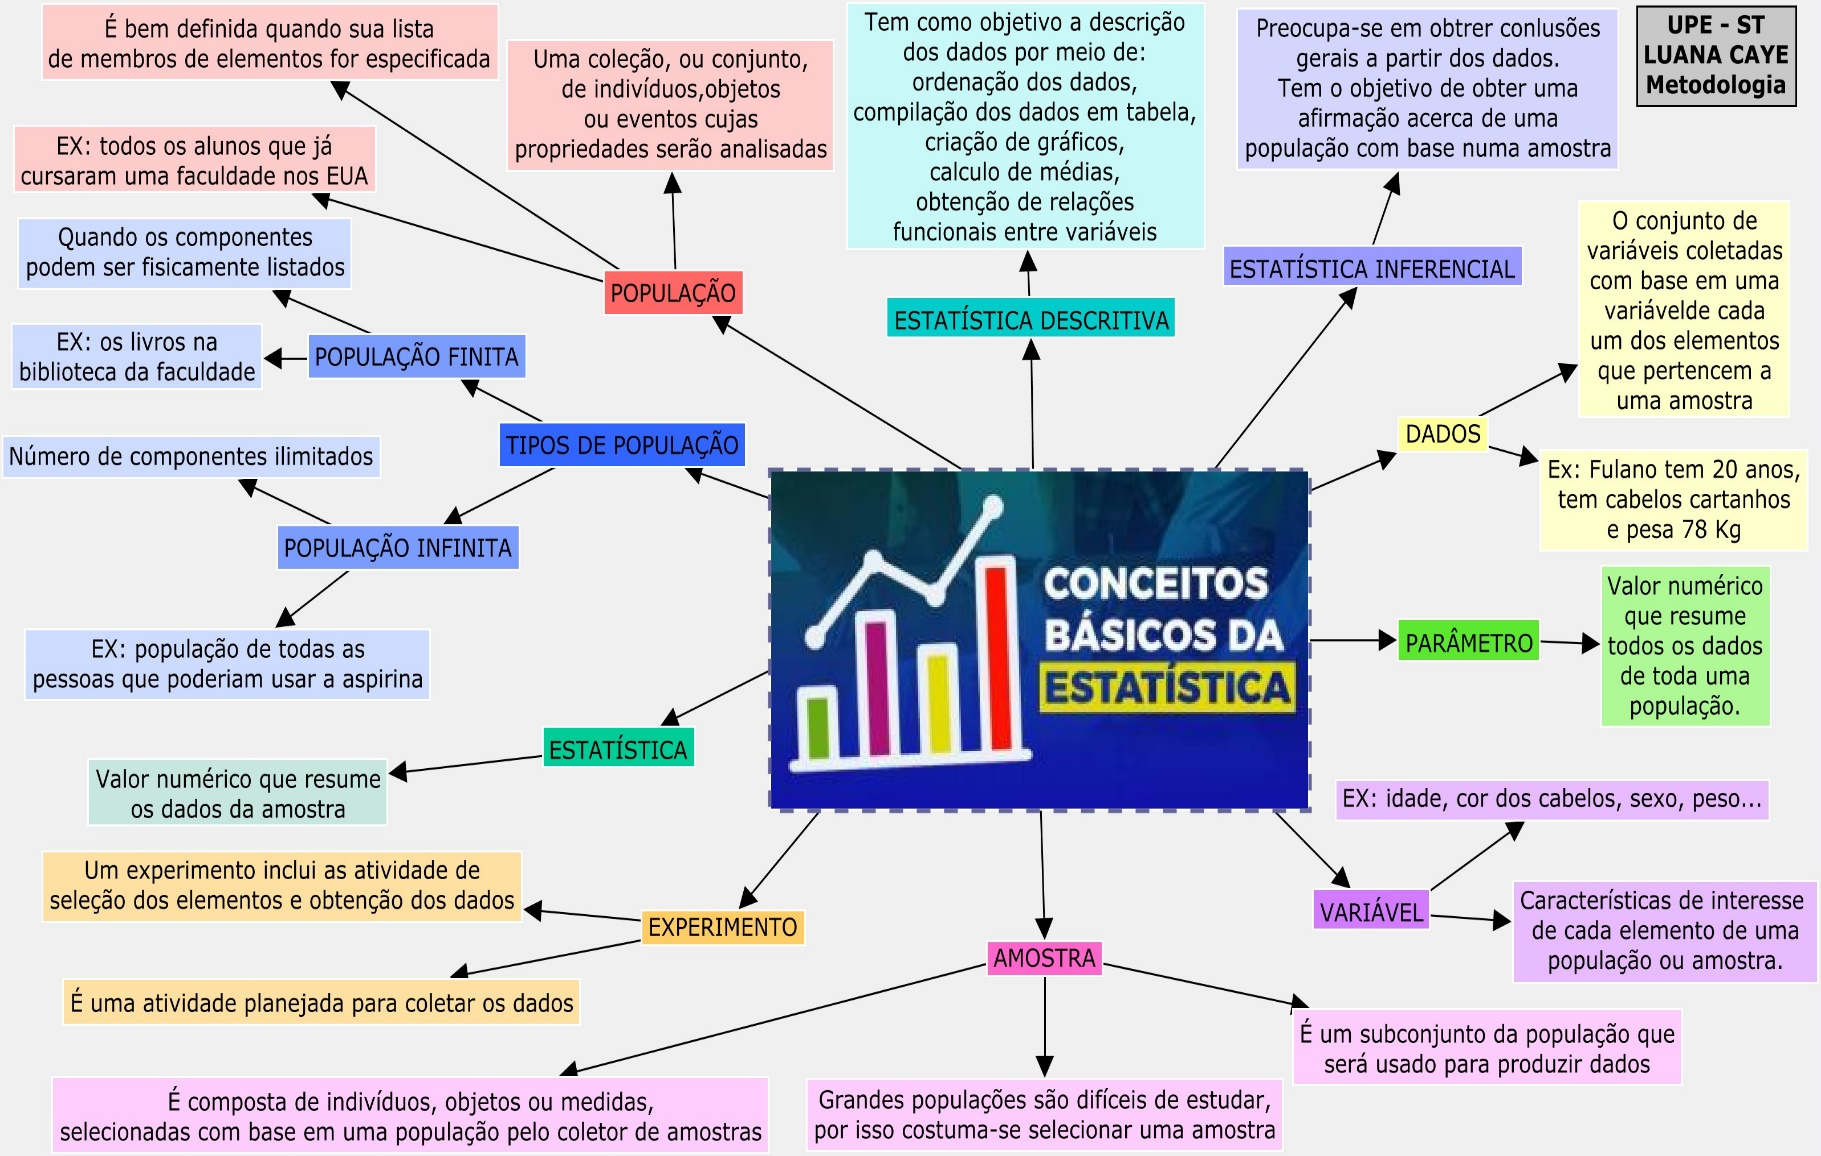 É bem definida quando sua lista
de membros de elementos for especificada
Uma coleção, ou conjunto,
de indivíduos,objetos
ou eventos cujas
propriedades serão analisadas
Tem como objetivo a descrição
dos dados por meio de:
ordenação dos dados,
compilação dos dados em tabela,
criação de gráficos,
calculo de médias,
obtenção de relações
funcionais entre variáveis
Preocupa-se em obtrer conlusões
gerais a partir dos dados.
Tem o objetivo de obter uma
afirmação acerca de uma
população com base numa amostra
UPE - ST
LUANA CAYE
Metodologia
EX: todos os alunos que já
cursaram uma faculdade nos EUA
Quando os componentes
podem ser fisicamente listados
POPULAÇÃO
ESTATÍSTICA DESCRITIVA
ESTATÍSTICA INFERENCIAL
O conjunto de
variáveis coletadas
com base em uma
variávelde cada
um dos elementos
que pertencem a
uma amostra
EX: os livros na
biblioteca da faculdade
POPULAÇÃO FINITA
TIPOS DE POPULAÇÃO
DADOS
Número de componentes ilimitados
Ex: Fulano tem 20 anos,
tem cabelos cartanhos
e pesa 78 Kg
POPULAÇÃO INFINITA
CONCEITOS
BÁSICOS DA
ESTATÍSTICA
EX: população de todas as
pessoas que poderiam usar a aspirina
PARÂMETRO
Valor numérico
que resume
todos os dados
de toda uma
população.
ESTATÍSTICA
Valor numérico que resume
os dados da amostra
EX: idade, cor dos cabelos, sexo, peso...
Um experimento inclui as atividade de
seleção dos elementos e obtenção dos dados
EXPERIMENTO
VARIÁVEL
Características de interesse
de cada elemento de uma
população ou amostra.
AMOSTRA
É uma atividade planejada para coletar os dados
É um subconjunto da população que
será usado para produzir dados
É composta de indivíduos, objetos ou medidas,
selecionadas com base em uma população pelo coletor de amostras
Grandes populações são difíceis de estudar,
por isso costuma-se selecionar uma amostra